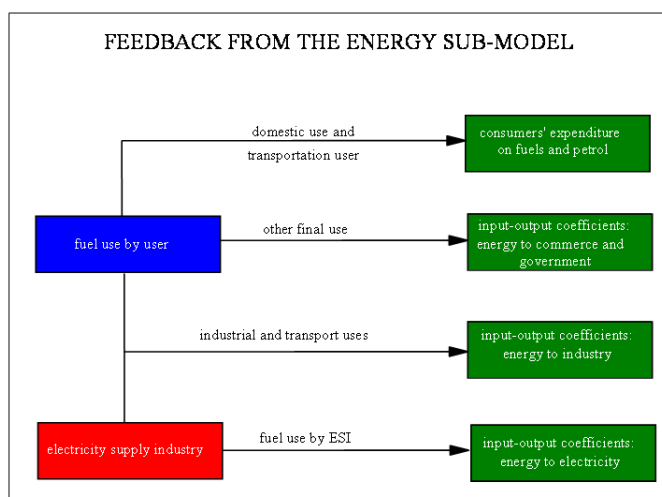 FEEDBACK FROM THE ENERGY SUB-MODEL
domestic use and
transportation user
consumers' expenditure
on fuels and petrol
fuel use by user
other final use
input-output coefficients:
energy to commerce and
government
industrial and transport uses
input-output coefficients:
energy to industry
electricity supply industry
fuel use by ESI
input-output coefficients:
energy to electricity